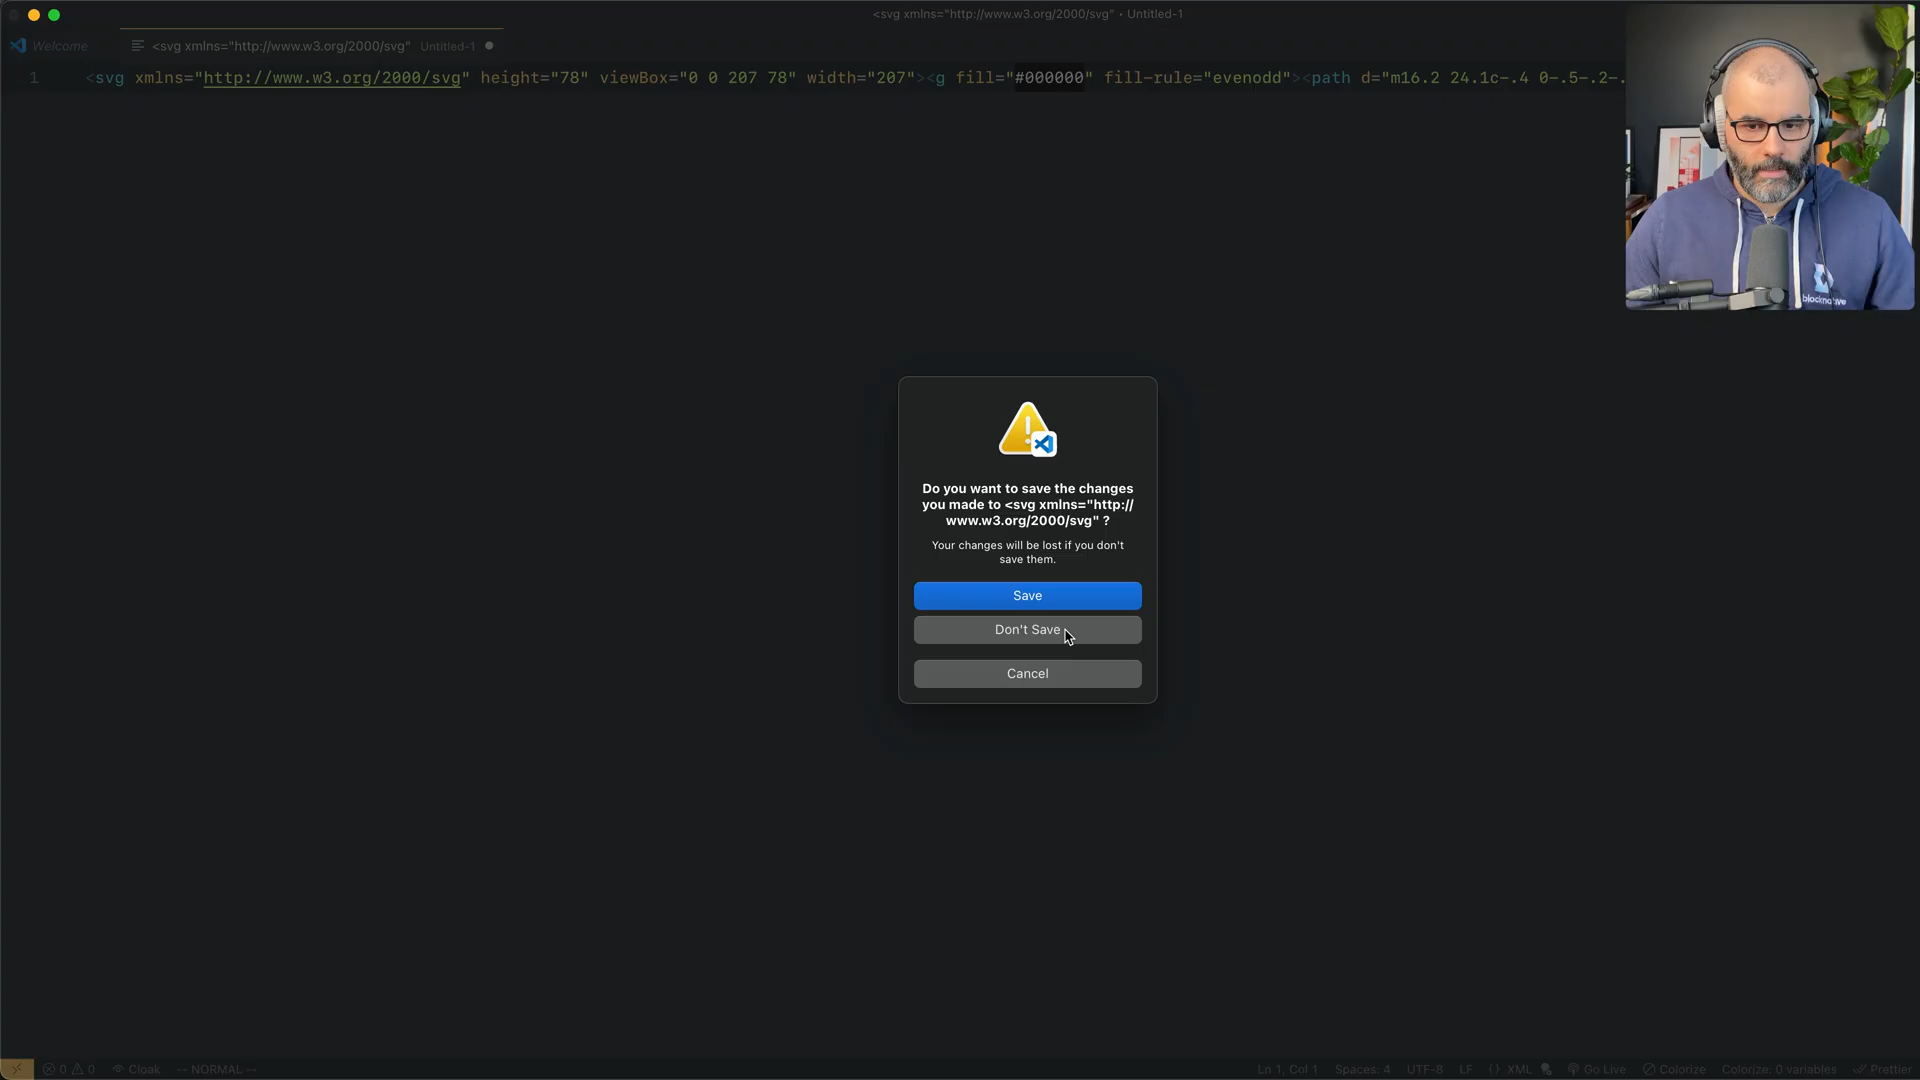 <svg xmlns="http://www.w3.org/2000/svg" • Untitled-1
Welcome
<svg xmlns="http://www.w3.org/2000/svg" Untitled-1
1 <svg xmlns="http://www.w3.org/2000/svg" height="78" viewBox="0 0 207 78" width="207"><g fill="#000000" fill-rule="evenodd"><path d="m16.2 24.1c-.4 0-.5-.2-.
Do you want to save the changes
you made to <svg xmlns="http://
www.w3.org/2000/svg" ?
Your changes will be lost if you don't
save them.
Save
Don't Save
Cancel
0 0 Cloak -- NORMAL -- Ln 1, Col 1 Spaces: 4 UTF-8 LF {} XML Go Live Colorize Colorize: 0 variables Prettier